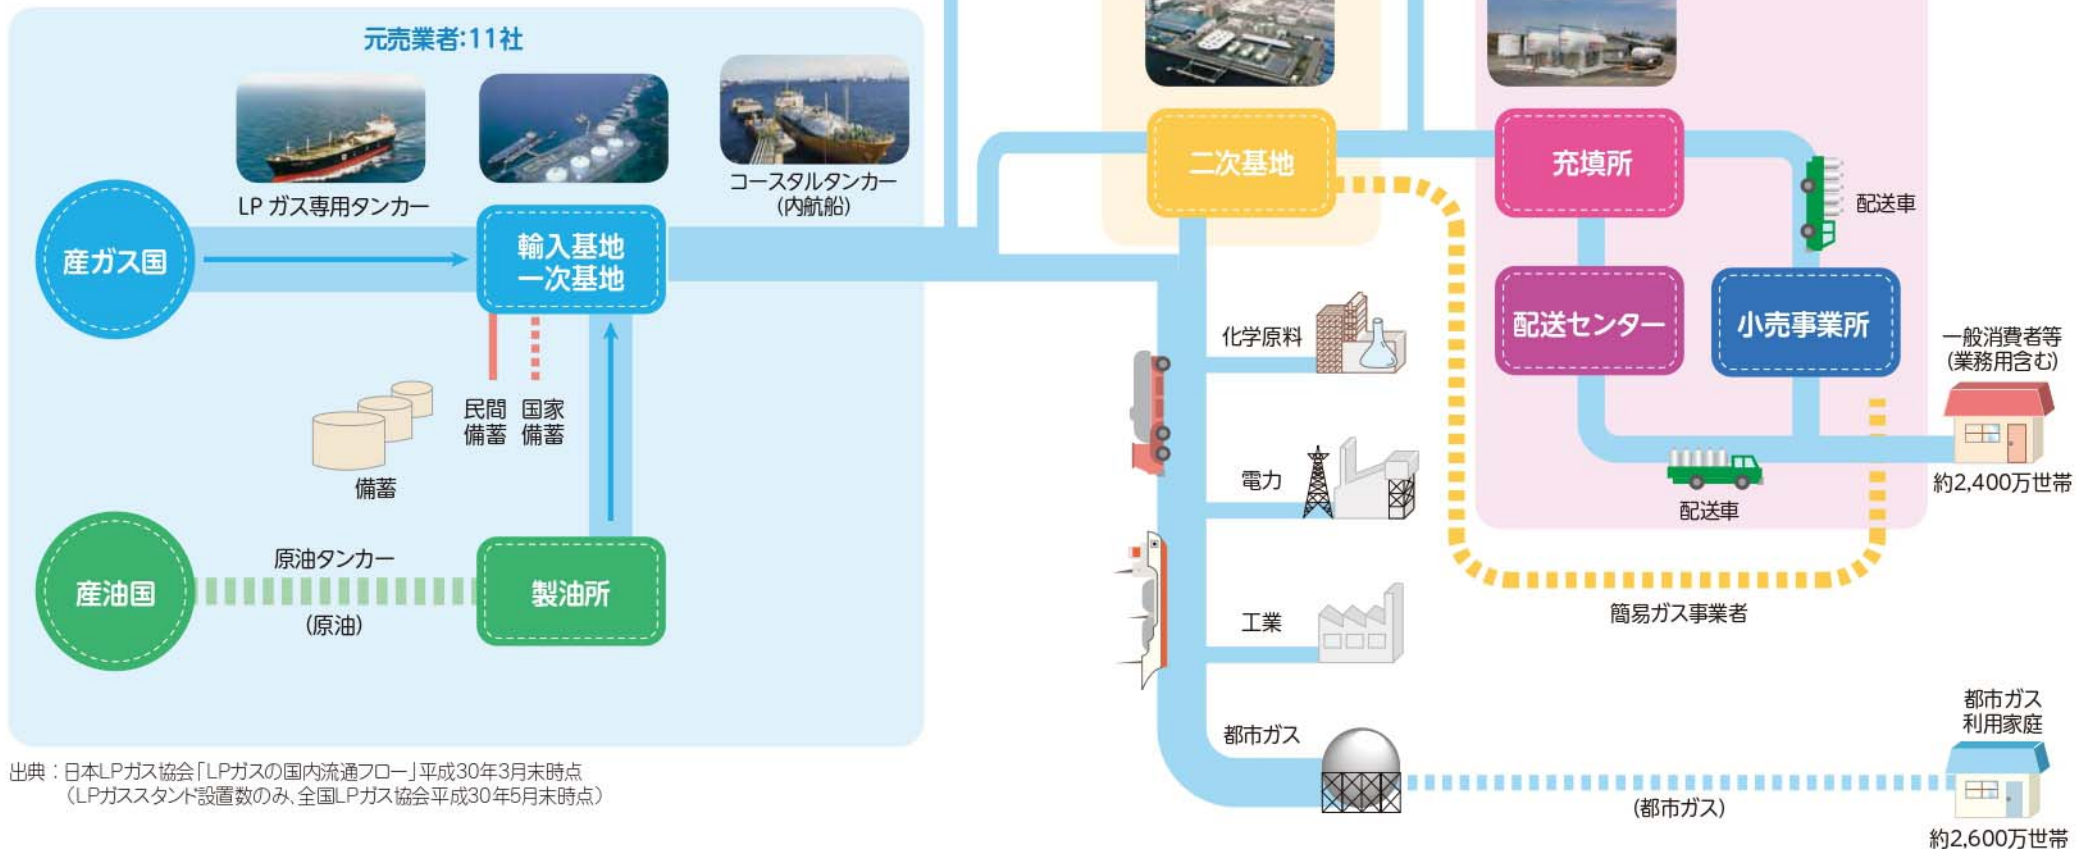 元売業者:11社
LP ガス専用タンカー
コースタルタンカー
(内航船)
産ガス国
輸入基地
一次基地
民間
備蓄
国家
備蓄
備蓄
産油国
原油タンカー
(原油)
製油所
二次基地
充填所
配送車
配送センター
小売事業所
一般消費者等
(業務用含む)
約2,400万世帯
配送車
簡易ガス事業者
化学原料
電力
工業
都市ガス
(都市ガス)
都市ガス
利用家庭
約2,600万世帯
出典：日本LPガス協会「LPガスの国内流通フロー」平成30年3月末時点
（LPガススタンド設置数のみ、全国LPガス協会平成30年5月末時点）